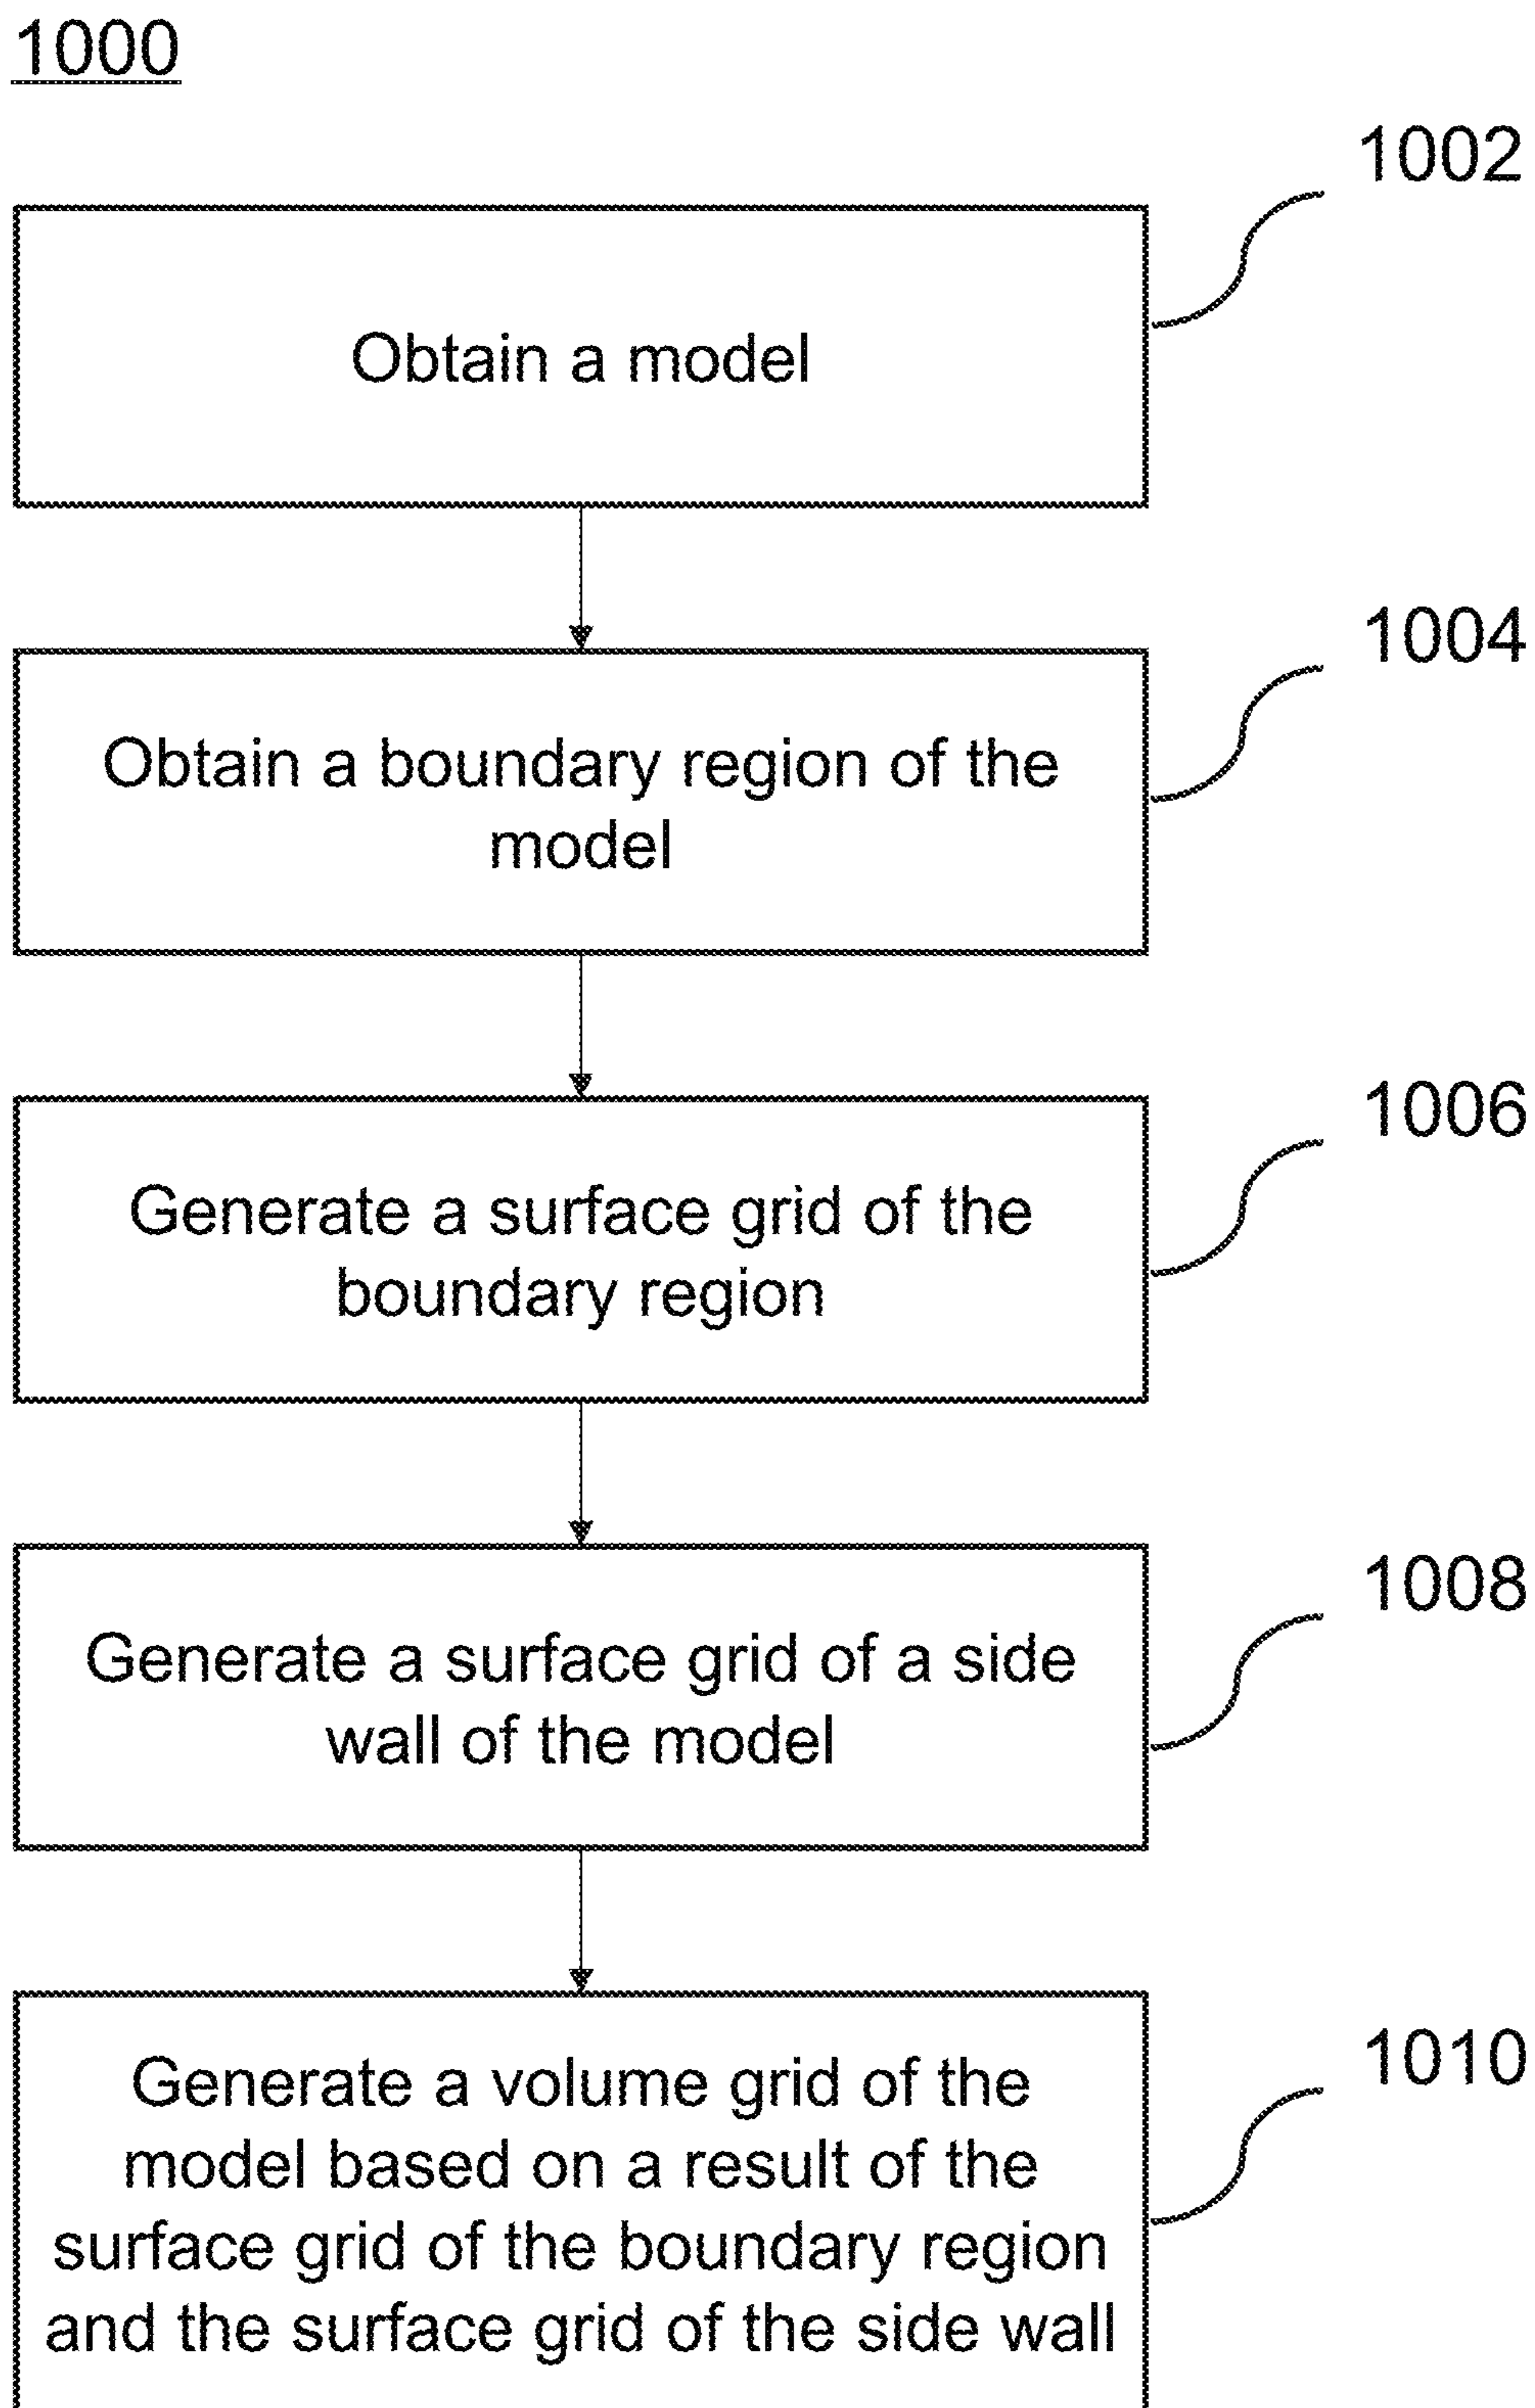 1000
1002
Obtain a model
1004
Obtain a boundary region of the
model
1006
Generate a surface grid of the
boundary region
1008
Generate a surface grid of a side
wall of the model
1010
Generate a volume grid of the
model based on a result of the
surface grid of the boundary region
and the surface grid of the side wall